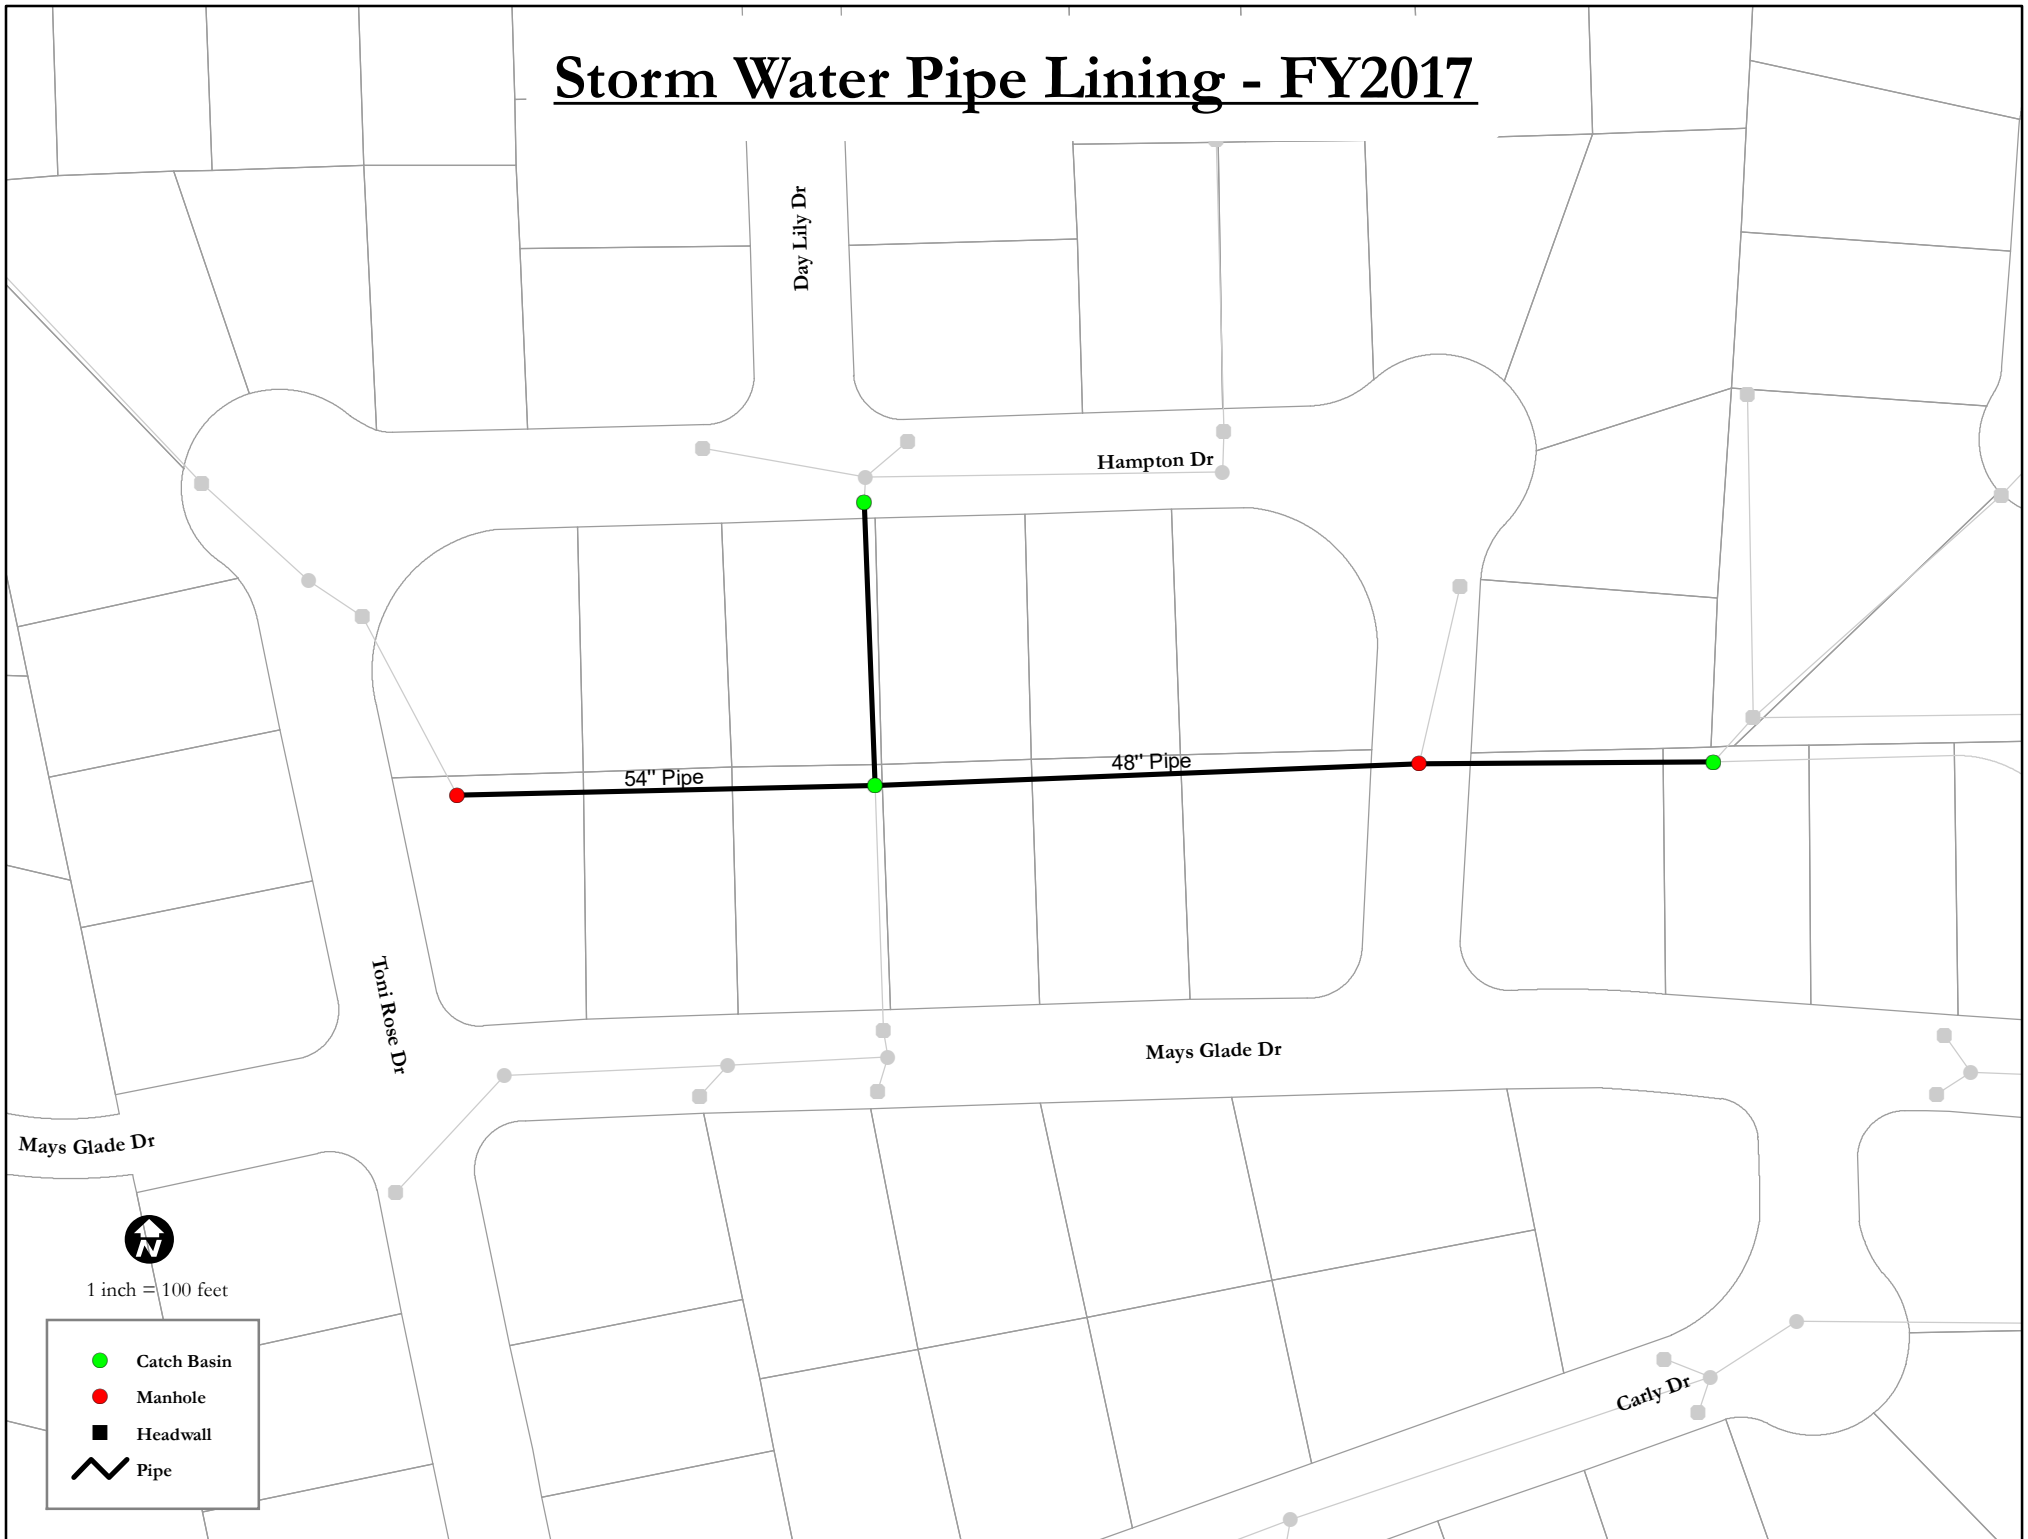 Storm Water Pipe Lining - FY2017
Day Lily Dr
Hampton Dr
48" Pipe
54" Pipe
Toni Rose Dr
Mays Glade Dr
Mays Glade Dr
N
1 inch = 100 feet
Catch Basin
Manhole
Headwall
Pipe
Carly Dr